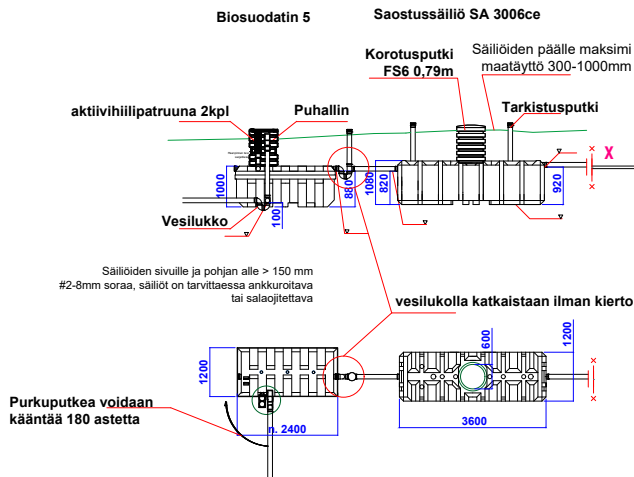 Biosuodatin 5
Saostussäiliö SA 3006ce
Korotusputki
FS6 0,79m
Säiliöiden päälle maksimi
maatäyttö 300-1000mm
aktiivihiilipatruuna 2kpl
Puhallin
Tarkistusputki
X
1000
100
880
1080
820
920
Vesilukko
Säiliöiden sivuille ja pohjan alle > 150 mm
#2-8mm soraa, säiliöt on tarvittaessa ankkuroitava
tai salaojitettava
vesilukolla katkaistaan ilman kierto
1200
600
1200
Purkuputkea voidaan
kääntää 180 astetta
n. 2400
3600